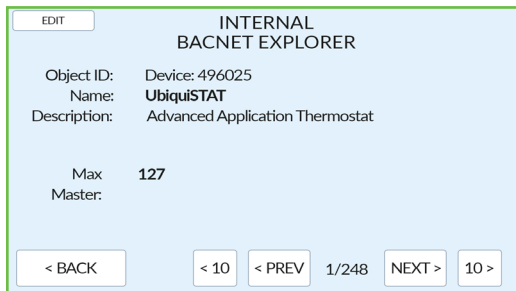 EDIT
INTERNAL
BACNET EXPLORER
Object ID: Device: 496025
Name: UbiquiSTAT
Description: Advanced Application Thermostat
Max 127
Master:
< BACK < 10 < PREV 1/248 NEXT > 10 >